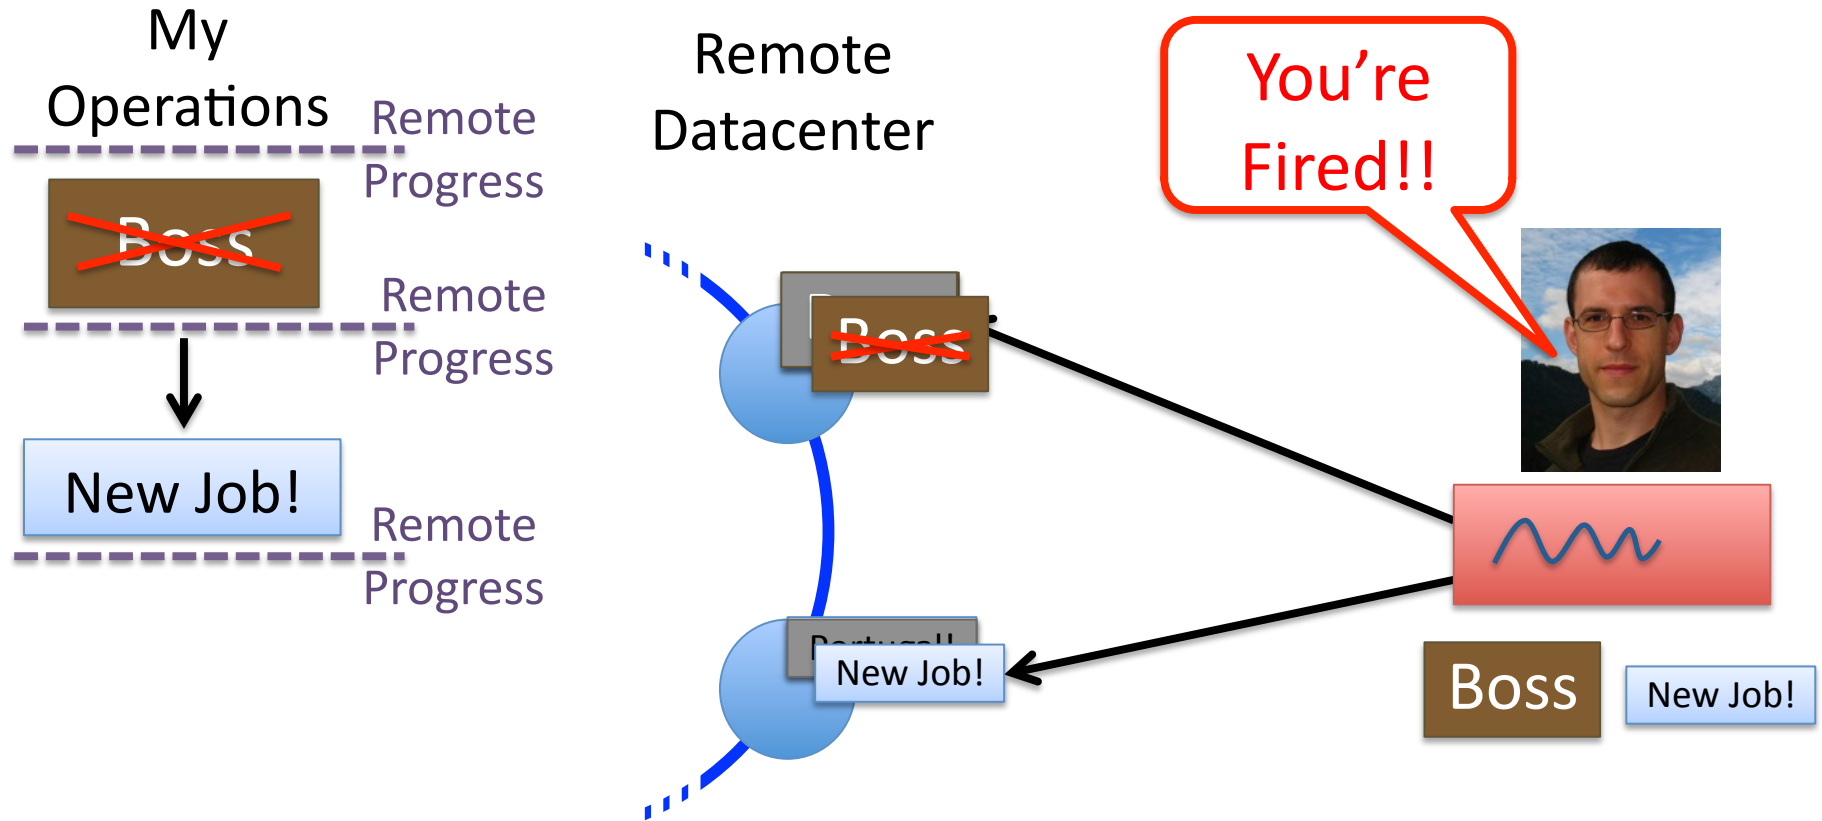 My
Operations
Remote
Progress
Boss
Remote
Progress
New Job!
Remote
Progress
Remote
Datacenter
Boss
New Job!
You're
Fired!!
Boss
New Job!